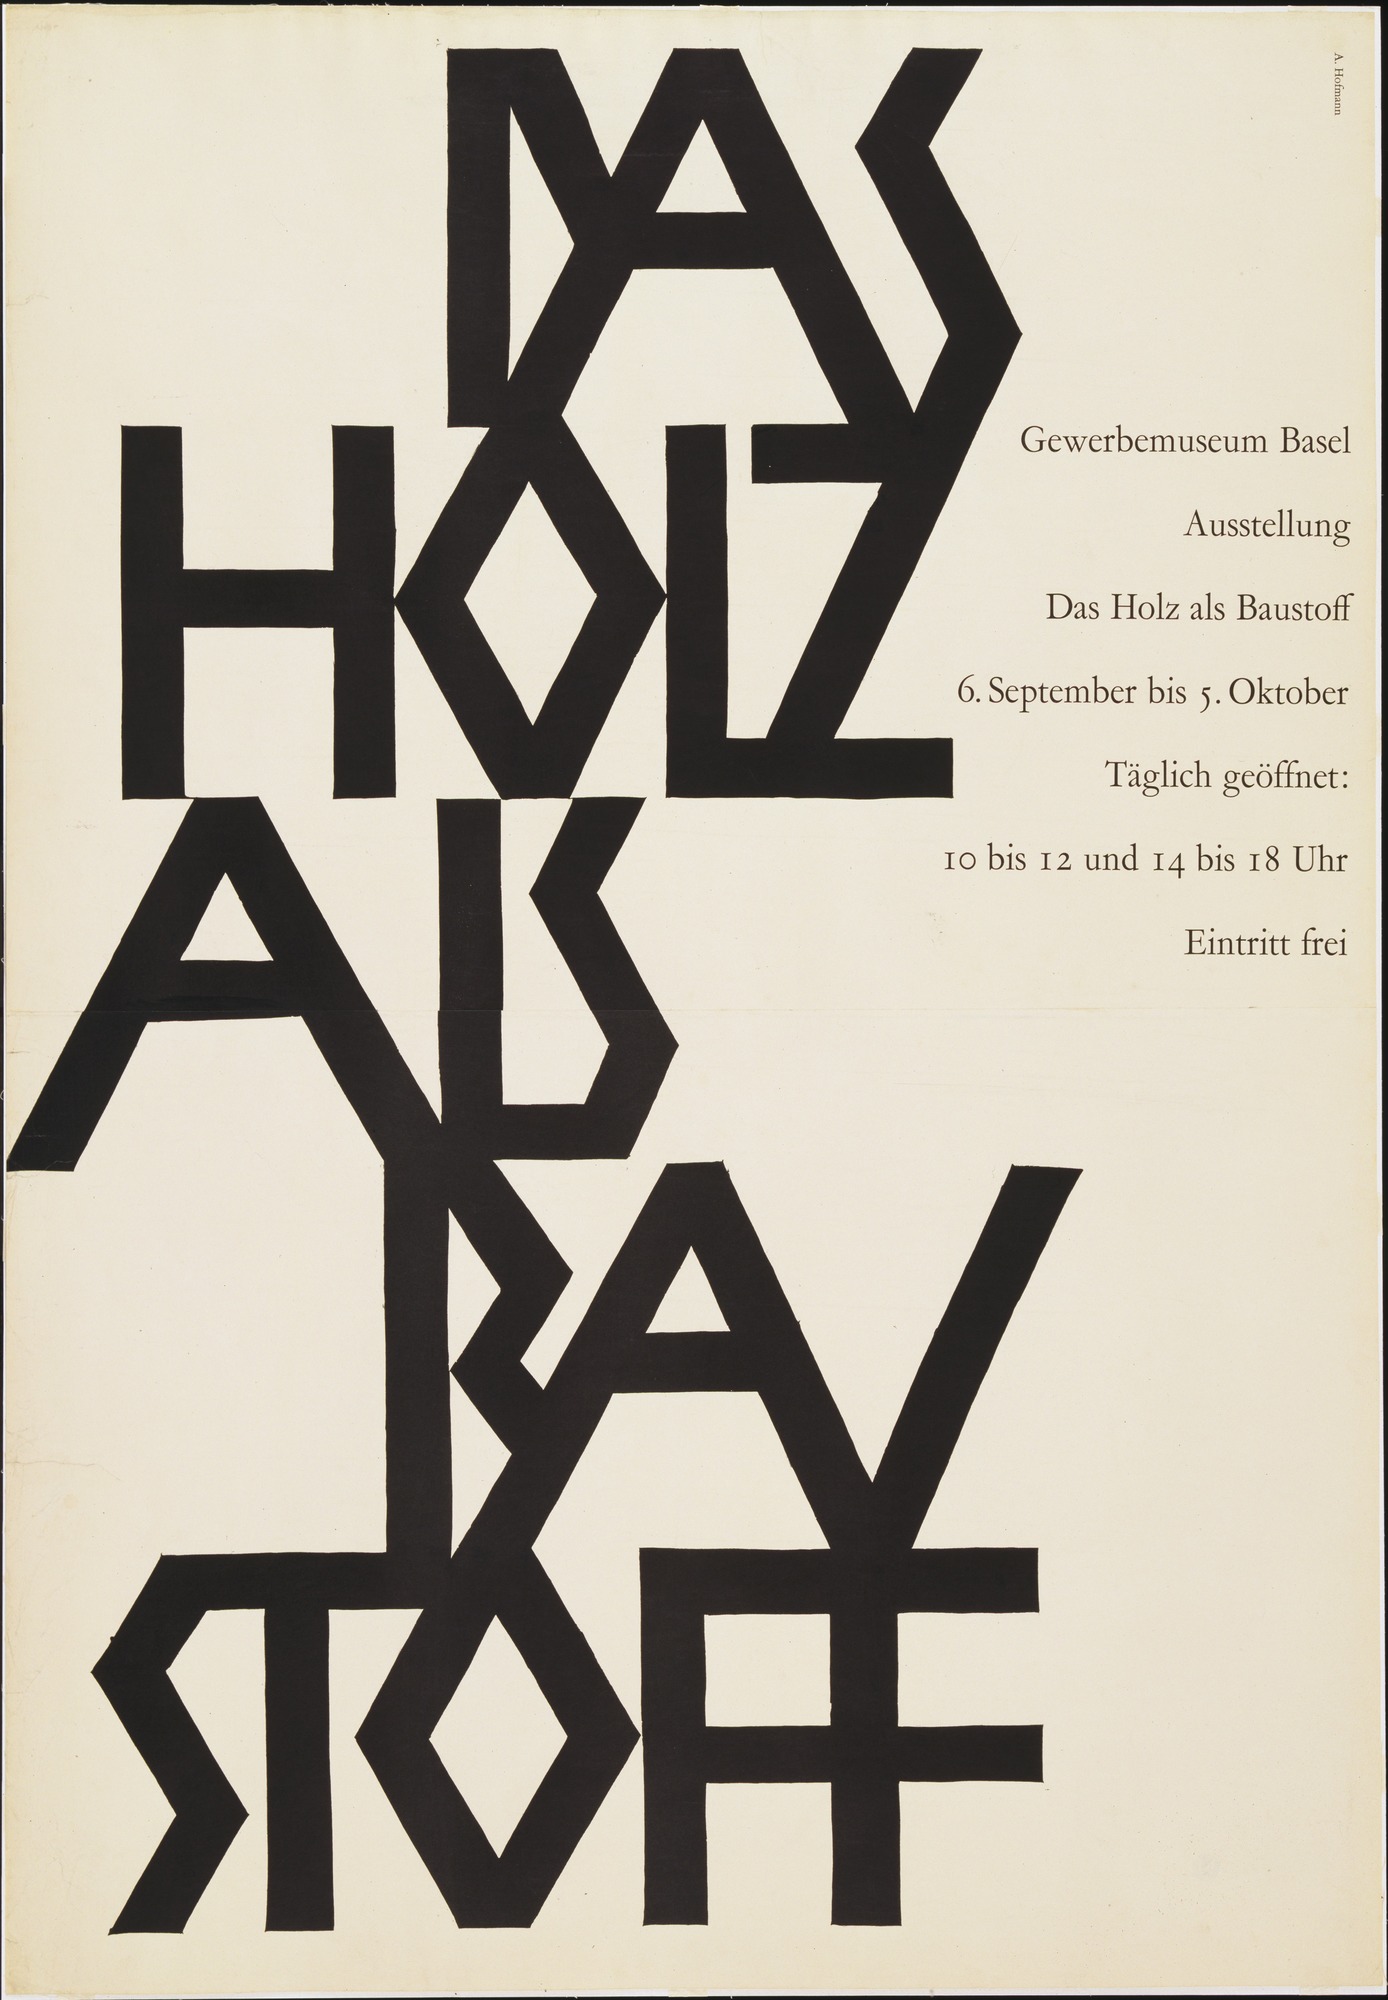 DAS
HOLZ
ALS
BAV
STOFF
A. Hofmann
Gewerbemuseum Basel
Ausstellung
Das Holz als Baustoff
6. September bis 5. Oktober
Täglich geöffnet:
10 bis 12 und 14 bis 18 Uhr
Eintritt frei